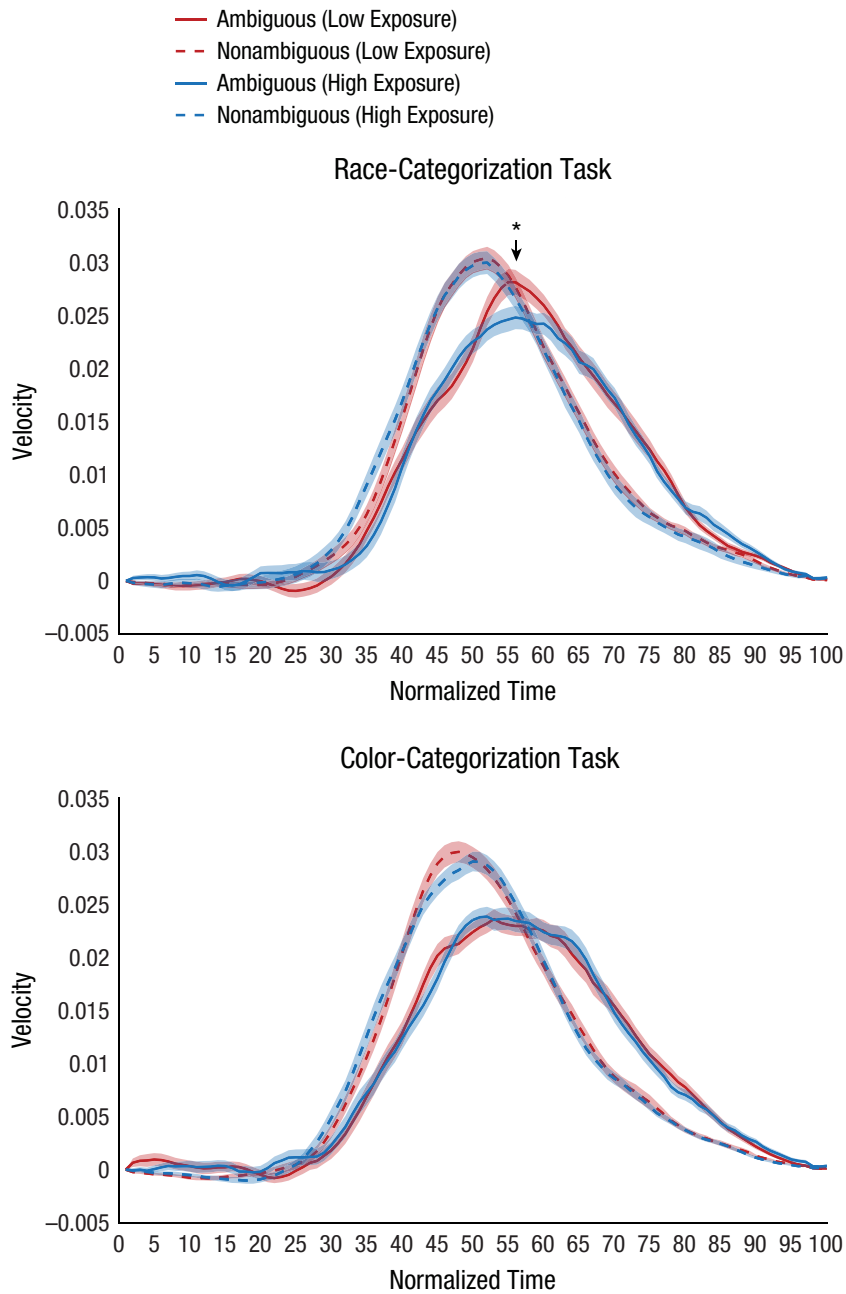 Ambiguous (Low Exposure)
Nonambiguous (Low Exposure)
Ambiguous (High Exposure)
Nonambiguous (High Exposure)
Race-Categorization Task
0.035
0.03
0.025
0.02
0.015
0.01
0.005
0
–0.005
*
Velocity
0 5 10 15 20 25 30 35 40 45 50 55 60 65 70 75 80 85 90 95 100
Normalized Time
Color-Categorization Task
0.035
0.03
0.025
0.02
0.015
0.01
0.005
0
–0.005
Velocity
0 5 10 15 20 25 30 35 40 45 50 55 60 65 70 75 80 85 90 95 100
Normalized Time